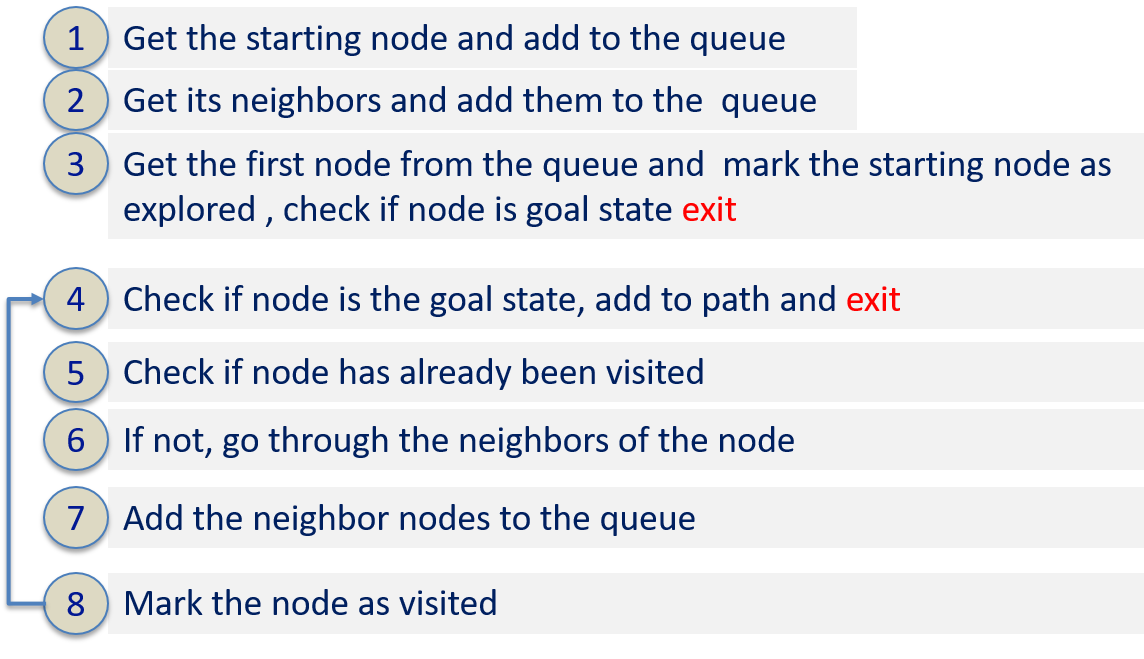 1 Get the starting node and add to the queue
2 Get its neighbors and add them to the queue
3 Get the first node from the queue and mark the starting node as
explored , check if node is goal state exit
4 Check if node is the goal state, add to path and exit
5 Check if node has already been visited
6 If not, go through the neighbors of the node
7 Add the neighbor nodes to the queue
8 Mark the node as visited